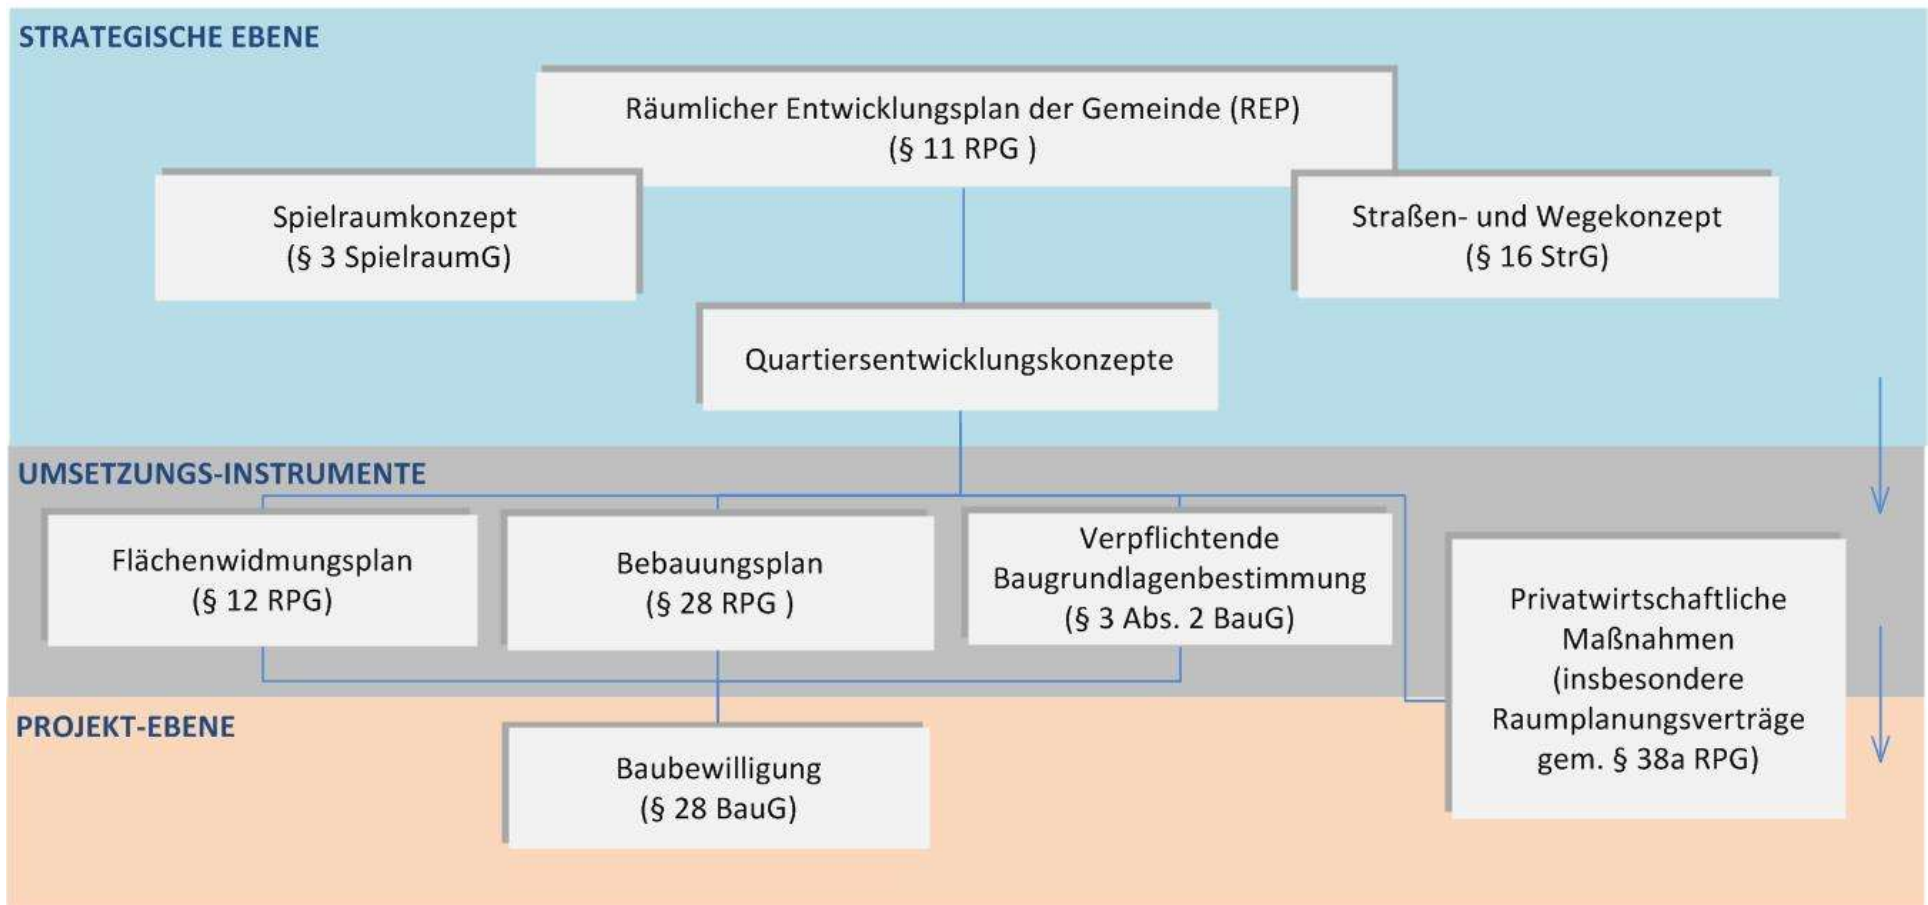 STRATEGISCHE EBENE
Räumlicher Entwicklungsplan der Gemeinde (REP)
(§ 11 RPG )
Spielraumkonzept
(§ 3 SpielraumG)
Straßen- und Wegekonzept
(§ 16 StrG)
Quartiersentwicklungskonzepte
UMSETZUNGS-INSTRUMENTE
Flächenwidmungsplan
(§ 12 RPG)
Bebauungsplan
(§ 28 RPG )
Verpflichtende
Baugrundlagenbestimmung
(§ 3 Abs. 2 BauG)
Privatwirtschaftliche
Maßnahmen
(insbesondere
Raumplanungsverträge
gem. § 38a RPG)
PROJEKT-EBENE
Baubewilligung
(§ 28 BauG)